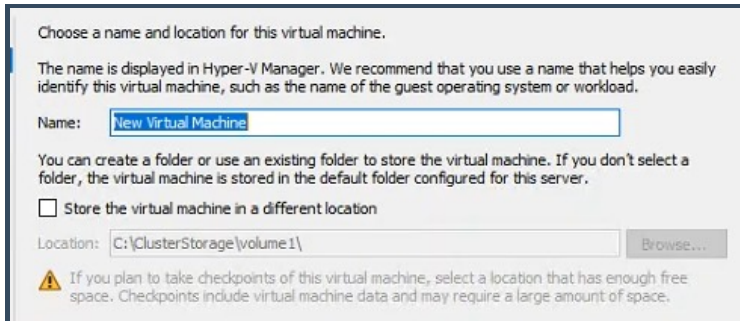 Choose a name and location for this virtual machine.
The name is displayed in Hyper-V Manager. We recommend that you use a name that helps you easily
identify this virtual machine, such as the name of the guest operating system or workload.
Name: New Virtual Machine
You can create a folder or use an existing folder to store the virtual machine. If you don't select a
folder, the virtual machine is stored in the default folder configured for this server.
Store the virtual machine in a different location
Location: C:\ClusterStorage\volume1\ Browse...
If you plan to take checkpoints of this virtual machine, select a location that has enough free
space. Checkpoints include virtual machine data and may require a large amount of space.